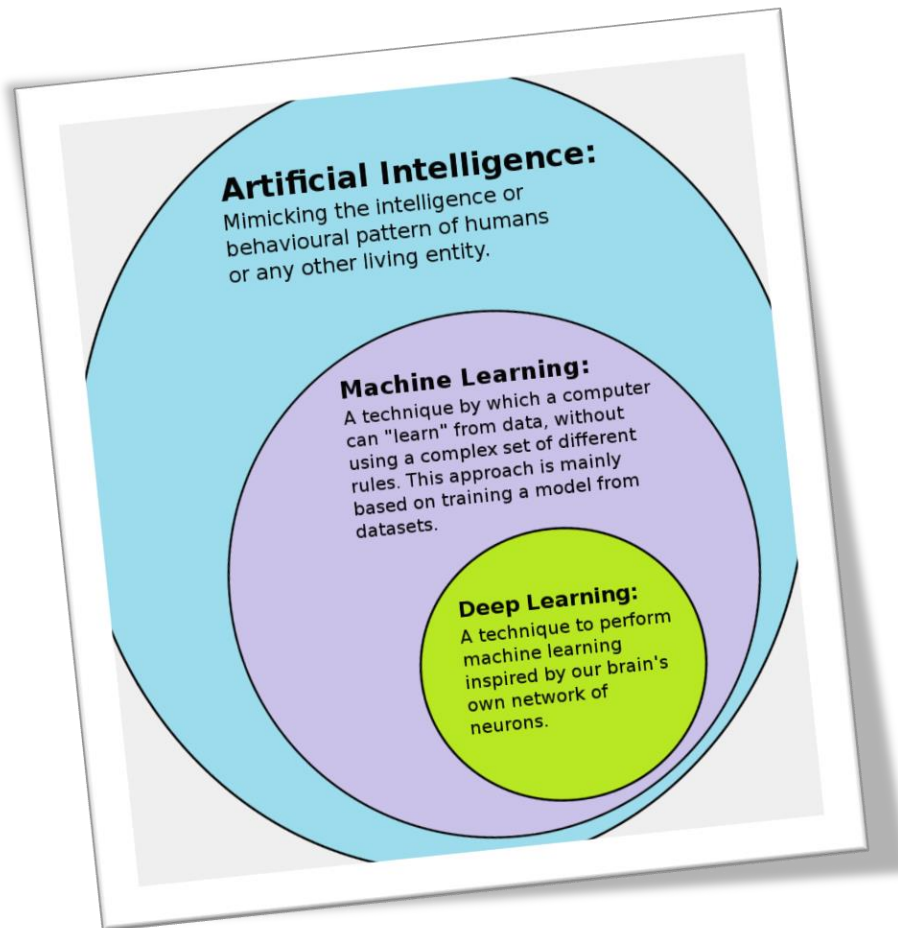 Artificial Intelligence:
Mimicking the intelligence or
behavioural pattern of humans
or any other living entity.
Machine Learning:
A technique by which a computer
can "learn" from data, without
using a complex set of different
rules. This approach is mainly
based on training a model from
datasets.
Deep Learning:
A technique to perform
machine learning
inspired by our brain's
own network of
neurons.